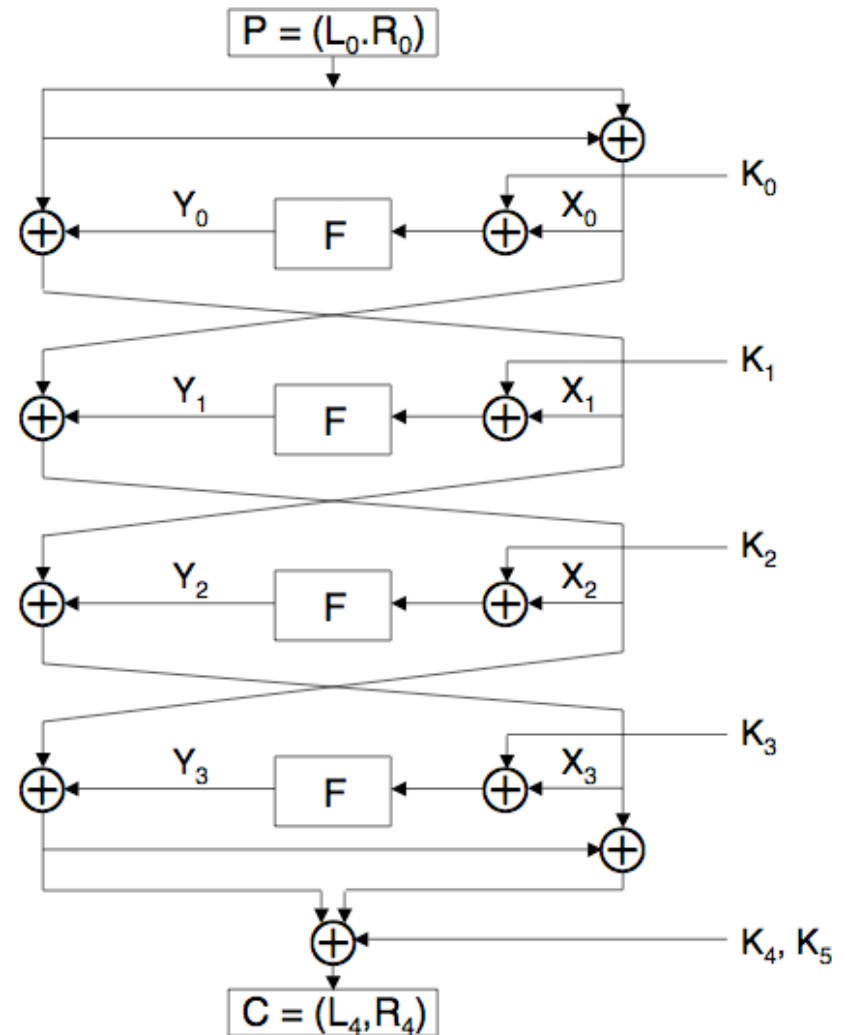 P = (L₀.R₀)
K₀
Y₀ F X₀
K₁
Y₁ F X₁
K₂
Y₂ F X₂
K₃
Y₃ F X₃
K₄, K₅
C = (L₄,R₄)